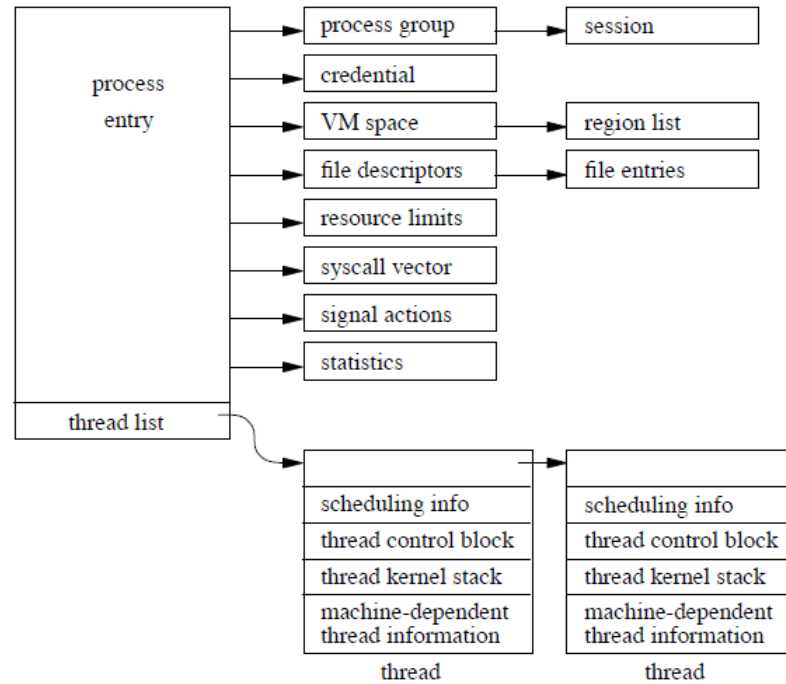 process group
session
process
entry
credential
VM space
region list
file descriptors
file entries
resource limits
syscall vector
signal actions
statistics
thread list
scheduling info
thread control block
thread kernel stack
machine-dependent
thread information
thread
scheduling info
thread control block
thread kernel stack
machine-dependent
thread information
thread